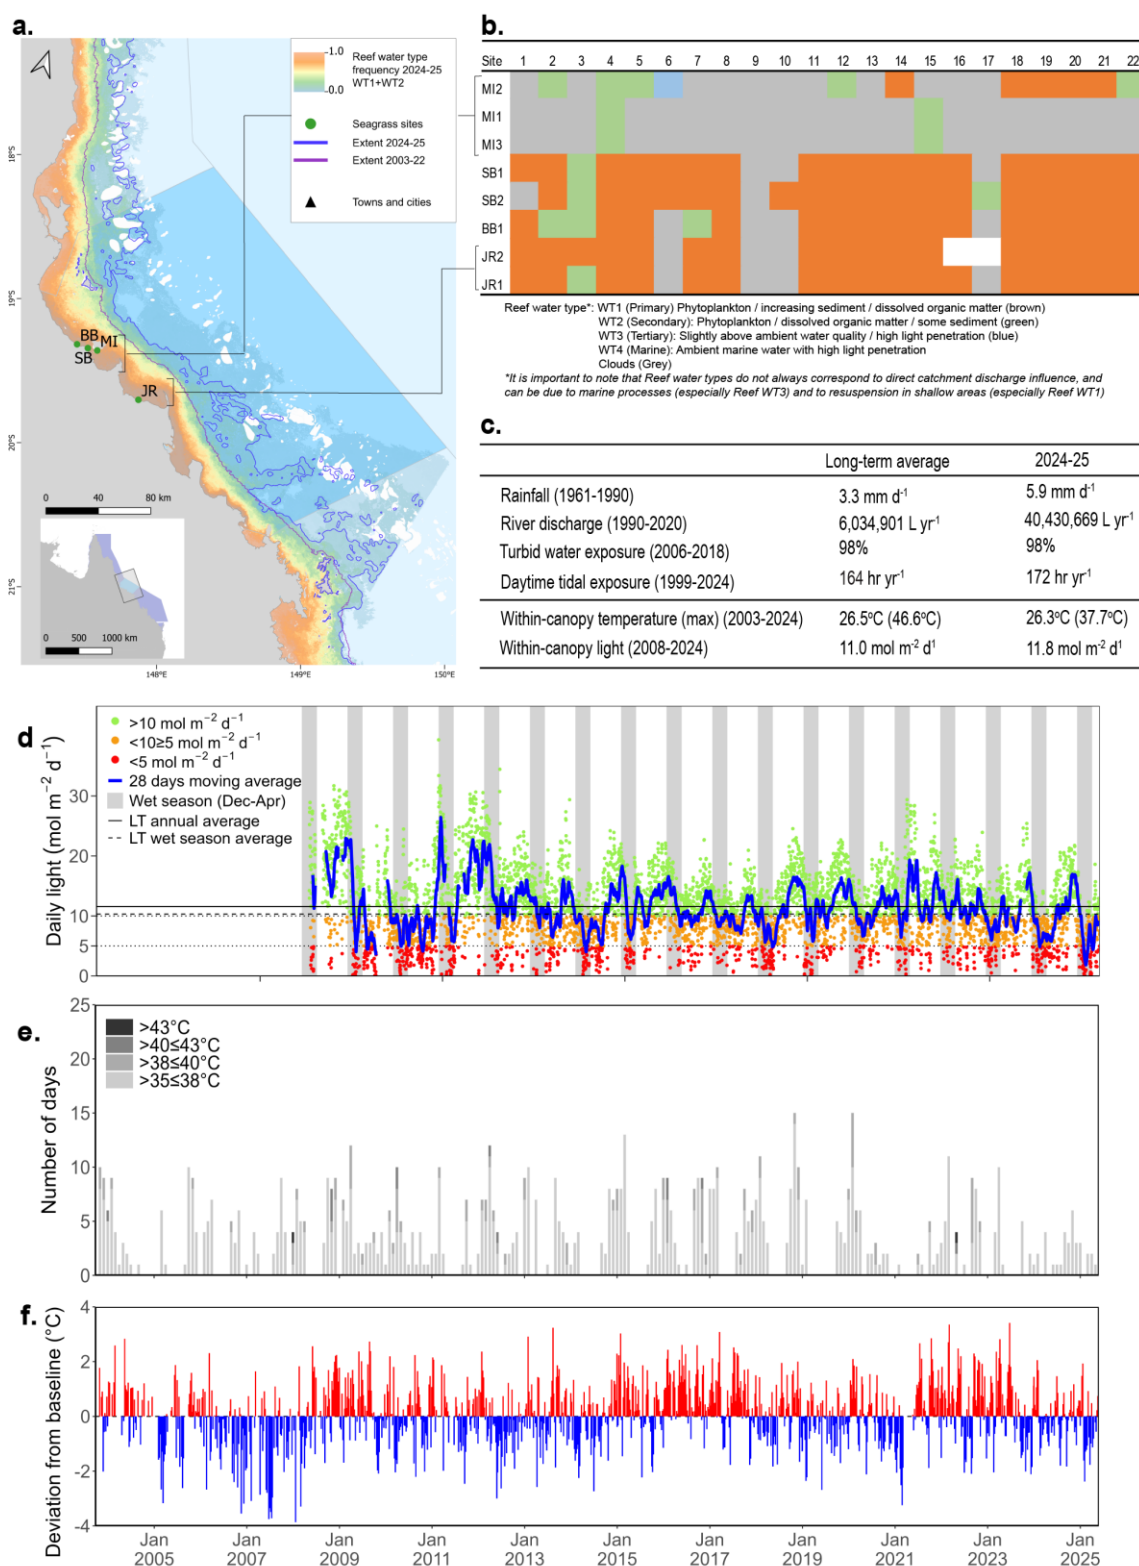 a.
1.0
Reef water type
frequency 2024-25
WT1+WT2
0.0
Seagrass sites
Extent 2024-25
Extent 2003-22
Towns and cities
18°S
19°S
20°S
21°S
BB
MI
SB
JR
0 40 80 km
0 500 1000 km
148°E 149°E 150°E
b.
Site 1 2 3 4 5 6 7 8 9 10 11 12 13 14 15 16 17 18 19 20 21 22
MI2
MI1
MI3
SB1
SB2
BB1
JR2
JR1
Reef water type*: WT1 (Primary) Phytoplankton / increasing sediment / dissolved organic matter (brown)
WT2 (Secondary): Phytoplankton / dissolved organic matter / some sediment (green)
WT3 (Tertiary): Slightly above ambient water quality / high light penetration (blue)
WT4 (Marine): Ambient marine water with high light penetration
Clouds (Grey)
*It is important to note that Reef water types do not always correspond to direct catchment discharge influence, and
can be due to marine processes (especially Reef WT3) and to resuspension in shallow areas (especially Reef WT1)
c.
Long-term average 2024-25
Rainfall (1961-1990) 3.3 mm d⁻¹ 5.9 mm d⁻¹
River discharge (1990-2020) 6,034,901 L yr⁻¹ 40,430,669 L yr⁻¹
Turbid water exposure (2006-2018) 98% 98%
Daytime tidal exposure (1999-2024) 164 hr yr⁻¹ 172 hr yr⁻¹
Within-canopy temperature (max) (2003-2024) 26.5ºC (46.6ºC) 26.3ºC (37.7ºC)
Within-canopy light (2008-2024) 11.0 mol m⁻² d¹ 11.8 mol m⁻² d¹
d
>10 mol m⁻² d⁻¹
<10≥5 mol m⁻² d⁻¹
<5 mol m⁻² d⁻¹
28 days moving average
Wet season (Dec-Apr)
LT annual average
LT wet season average
Daily light (mol m⁻² d⁻¹)
30
20
10
5
0
e.
>43°C
>40≤43°C
>38≤40°C
>35≤38°C
Number of days
25
20
15
10
5
0
f.
Deviation from baseline (°C)
4
2
0
-2
-4
Jan Jan Jan Jan Jan Jan Jan Jan Jan Jan Jan
2005 2007 2009 2011 2013 2015 2017 2019 2021 2023 2025